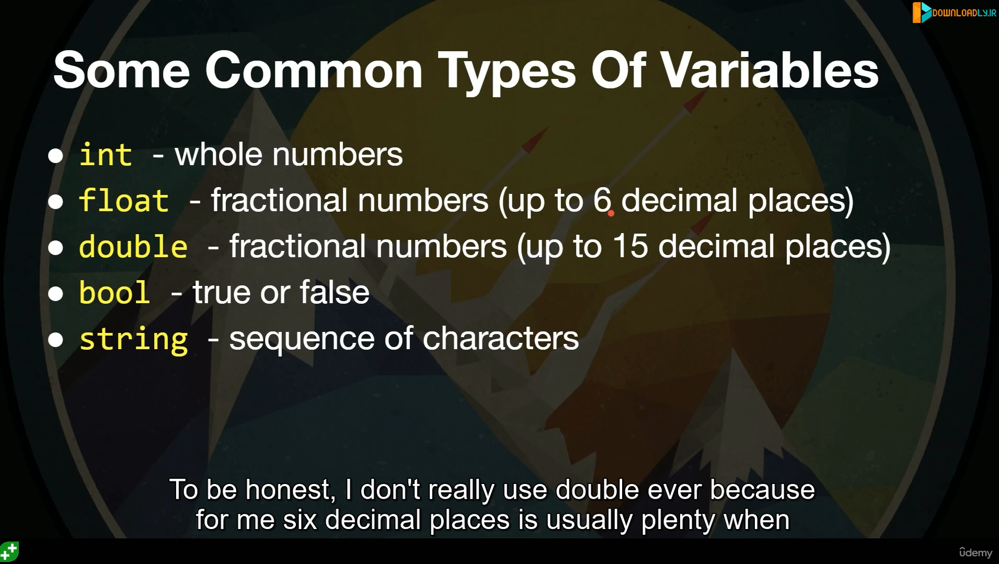 DOWNLOADLY.IR
Some Common Types Of Variables
● int - whole numbers
● float - fractional numbers (up to 6 decimal places)
● double - fractional numbers (up to 15 decimal places)
● bool - true or false
● string - sequence of characters
To be honest, I don't really use double ever because
for me six decimal places is usually plenty when
ûdemy